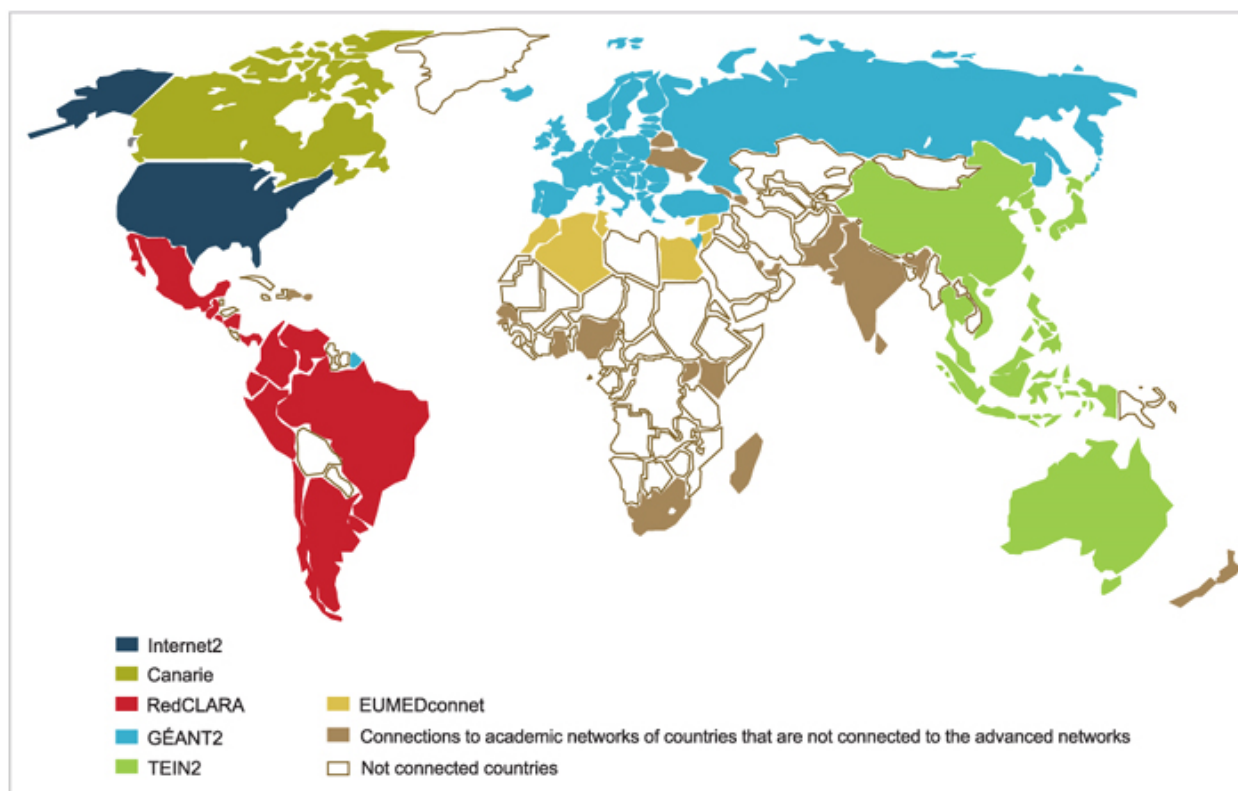 Internet2
Canarie
RedCLARA
GÉANT2
TEIN2
EUMEDconnet
Connections to academic networks of countries that are not connected to the advanced networks
Not connected countries